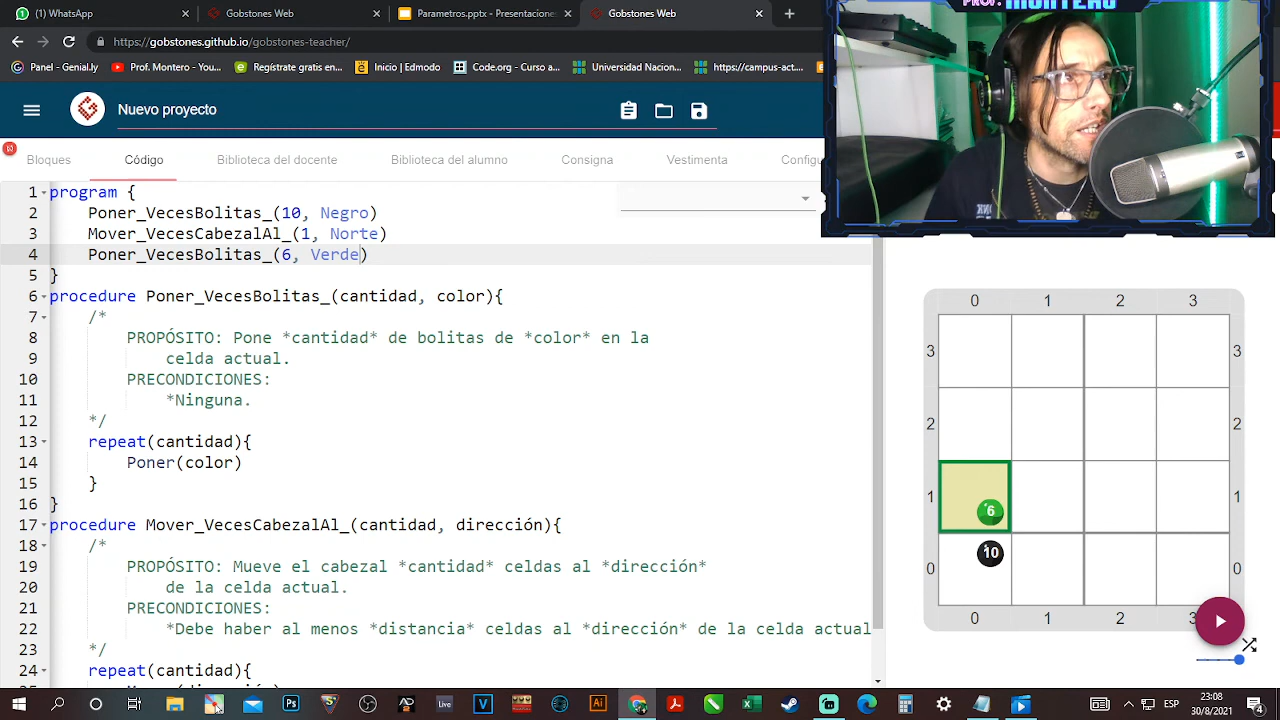 (1) WhatsApp
Gobstones
Parametros.pptx - Presentac
Gobstones Web
https://gobstones.github.io/gobstones-teacher/
Panel - Genial.ly
Prof. Montero - You...
Regístrate gratis en...
Inicio | Edmodo
Code.org - Curso a...
Universidad Nacion...
https://campus-act...
PROF. MONTERO
Nuevo proyecto
Bloques
Código
Biblioteca del docente
Biblioteca del alumno
Consigna
Vestimenta
Configu
1 program {
2 Poner_VecesBolitas_(10, Negro)
3 Mover_VecesCabezalAl_(1, Norte)
4 Poner_VecesBolitas_(6, Verde)
5 }
6 procedure Poner_VecesBolitas_(cantidad, color){
7 /*
8 PROPÓSITO: Pone *cantidad* de bolitas de *color* en la
9 celda actual.
10 PRECONDICIONES:
11 *Ninguna.
12 */
13 repeat(cantidad){
14 Poner(color)
15 }
16 }
17 procedure Mover_VecesCabezalAl_(cantidad, dirección){
18 /*
19 PROPÓSITO: Mueve el cabezal *cantidad* celdas al *dirección*
20 de la celda actual.
21 PRECONDICIONES:
22 *Debe haber al menos *distancia* celdas al *dirección* de la celda actual
23 */
24 repeat(cantidad){
0 1 2 3
3 3
2 2
1 6 1
0 10 0
0 1 2 3
ESP
23:08
30/8/2021
4